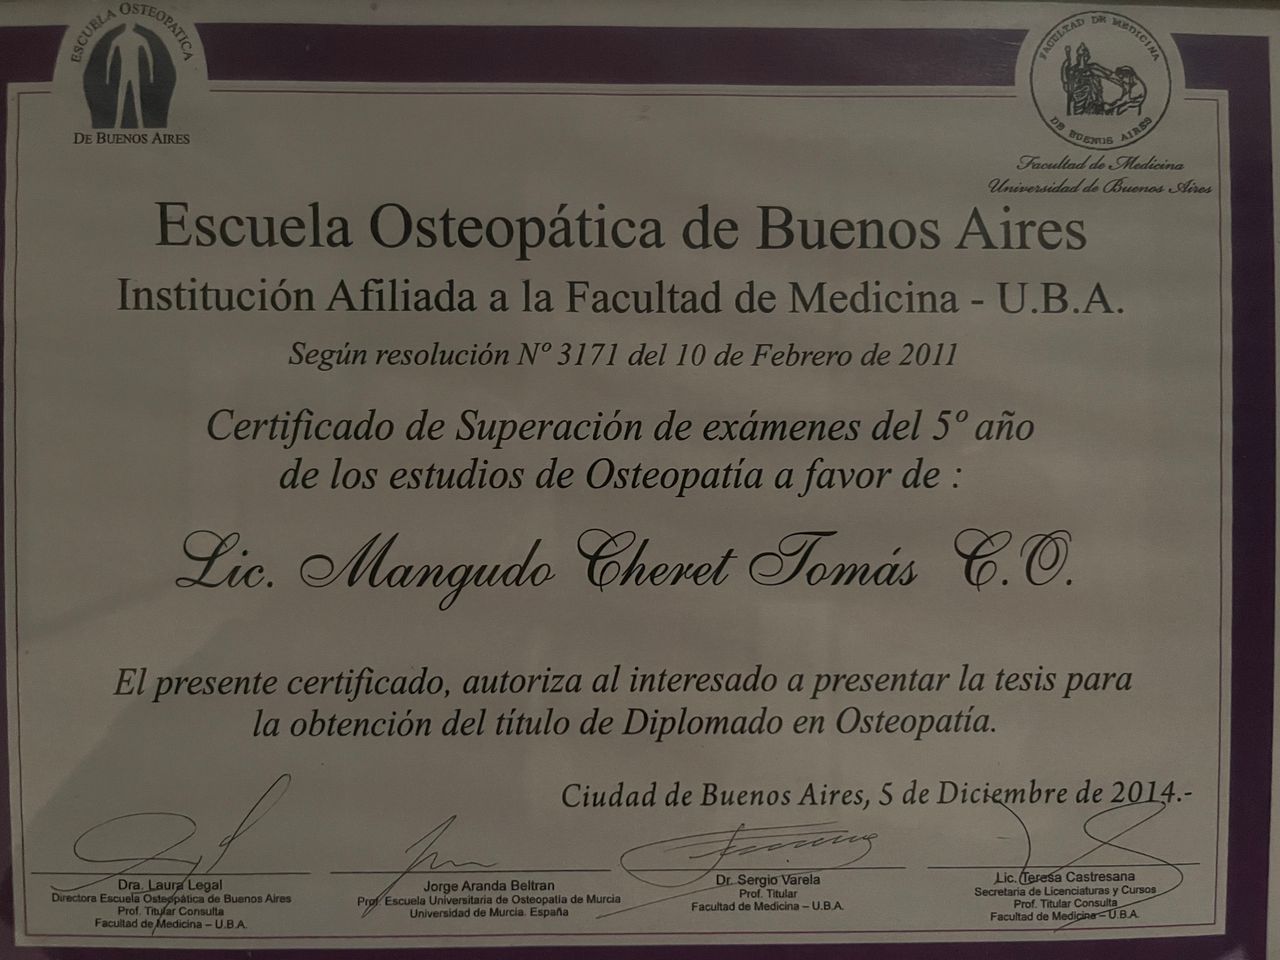 ESCUELA OSTEOPATICA
DE BUENOS AIRES
FACULTAD DE MEDICINA
DE BUENOS AIRES
Facultad de Medicina
Universidad de Buenos Aires
Escuela Osteopática de Buenos Aires
Institución Afiliada a la Facultad de Medicina - U.B.A.
Según resolución Nº 3171 del 10 de Febrero de 2011
Certificado de Superación de exámenes del 5º año
de los estudios de Osteopatía a favor de :
Lic. Mangudo Cheret Tomás C.O.
El presente certificado, autoriza al interesado a presentar la tesis para
la obtención del título de Diplomado en Osteopatía.
Ciudad de Buenos Aires, 5 de Diciembre de 2014.-
Dra. Laura Legal
Directora Escuela Osteopática de Buenos Aires
Prof. Titular Consulta
Facultad de Medicina – U.B.A.
Jorge Aranda Beltran
Prof. Escuela Universitaria de Osteopatia de Murcia
Universidad de Murcia. España
Dr. Sergio Varela
Prof. Titular
Facultad de Medicina – U.B.A.
Lic. Teresa Castresana
Secretaria de Licenciaturas y Cursos
Prof. Titular Consulta
Facultad de Medicina – U.B.A.